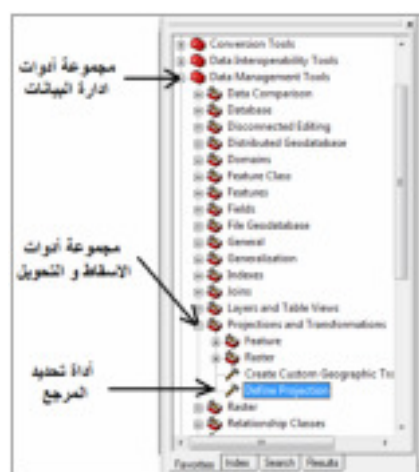 Conversion Tools
Data Interoperability Tools
مجموعة أدوات
ادارة البيانات
Data Management Tools
Data Comparison
Database
Disconnected Editing
Distributed Geodatabase
Domains
Feature Class
Features
Fields
File Geodatabase
General
Generalization
Indexes
Joins
Layers and Table Views
مجموعة أدوات
الاسقاط و التحويل
Projections and Transformations
Feature
Raster
Create Custom Geographic Tra
أداة تحديد
المرجع
Define Projection
Raster
Relationship Classes
Favorites Index Search Results